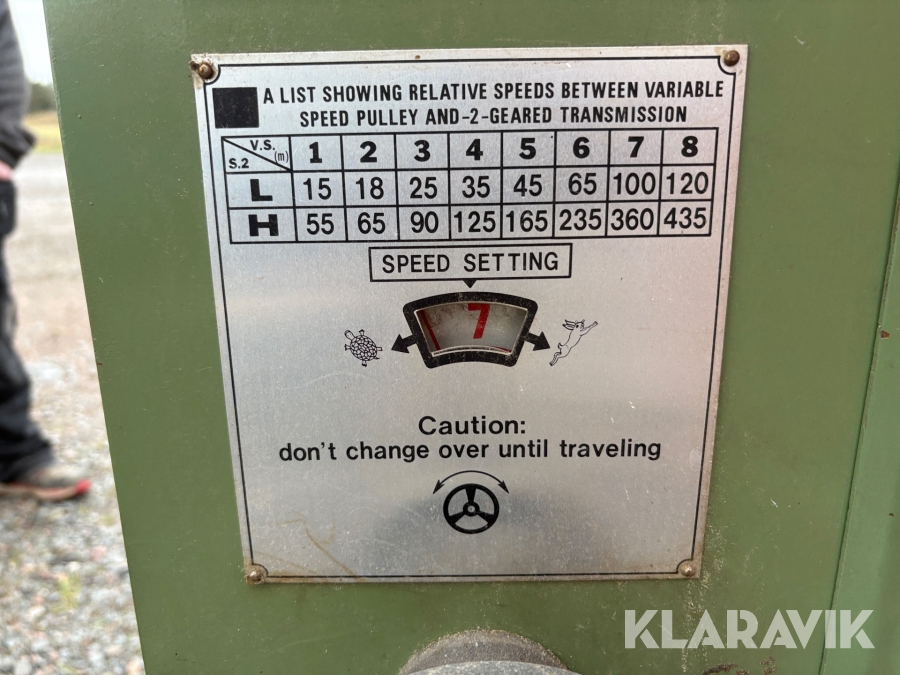 A LIST SHOWING RELATIVE SPEEDS BETWEEN VARIABLE
SPEED PULLEY AND-2-GEARED TRANSMISSION
V.S. (m) S.2 1 2 3 4 5 6 7 8
L 15 18 25 35 45 65 100 120
H 55 65 90 125 165 235 360 435
SPEED SETTING
7
Caution:
don't change over until traveling
KLARAVIK